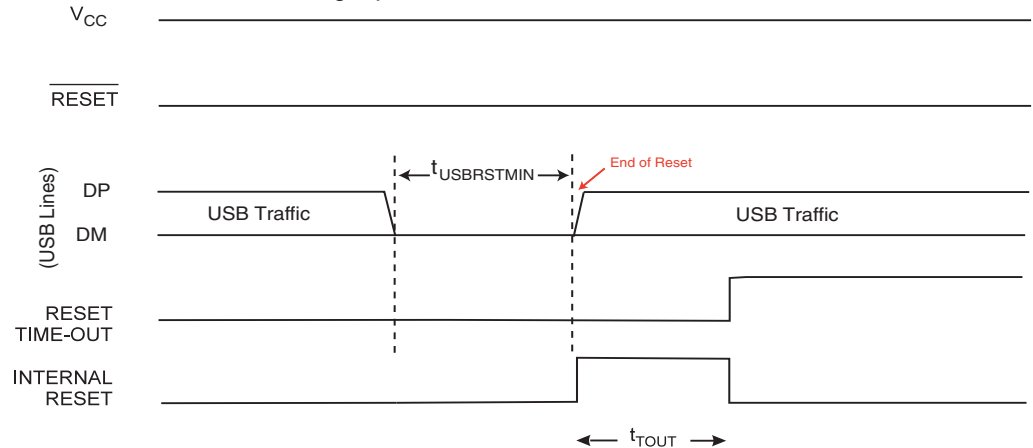 VCC
RESET
tUSBRSTMIN
End of Reset
(USB Lines)
DP
USB Traffic
USB Traffic
DM
RESET
TIME-OUT
INTERNAL
RESET
tTOUT